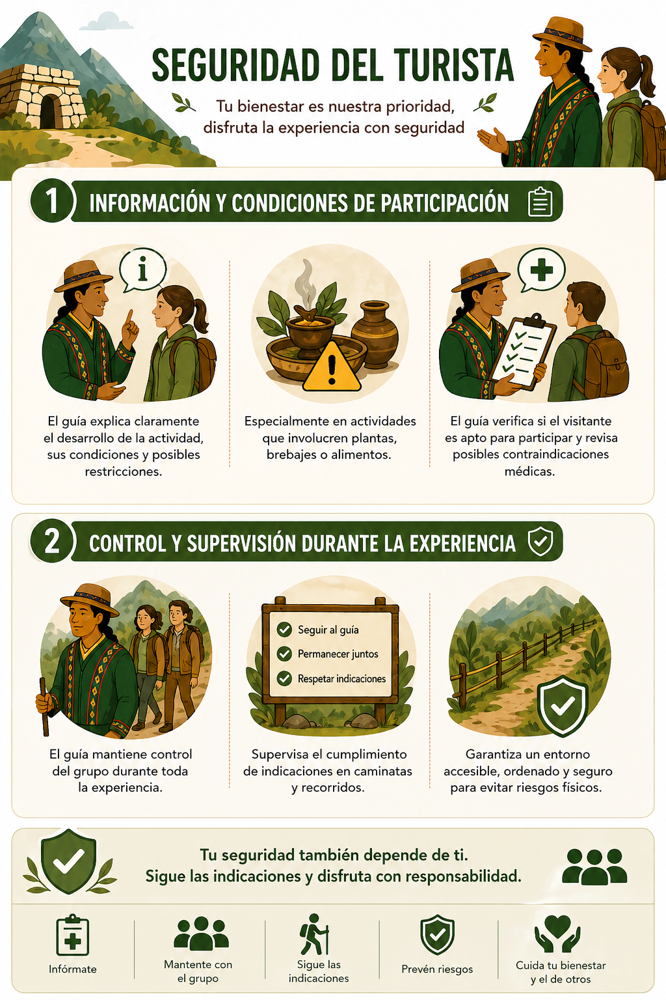 SEGURIDAD DEL TURISTA
Tu bienestar es nuestra prioridad,
disfruta la experiencia con seguridad
1 INFORMACIÓN Y CONDICIONES DE PARTICIPACIÓN
i
El guía explica claramente
el desarrollo de la actividad,
sus condiciones y posibles
restricciones.
Especialmente en actividades
que involucren plantas,
brebajes o alimentos.
El guía verifica si el visitante
es apto para participar y revisa
posibles contraindicaciones
médicas.
2 CONTROL Y SUPERVISIÓN DURANTE LA EXPERIENCIA
El guía mantiene control
del grupo durante toda
la experiencia.
Seguir al guía
Permanecer juntos
Respetar indicaciones
Supervisa el cumplimiento
de indicaciones en caminatas
y recorridos.
Garantiza un entorno
accesible, ordenado y seguro
para evitar riesgos físicos.
Tu seguridad también depende de ti.
Sigue las indicaciones y disfruta con responsabilidad.
Infórmate
Mantente con
el grupo
Sigue las
indicaciones
Prevén riesgos
Cuida tu bienestar
y el de otros